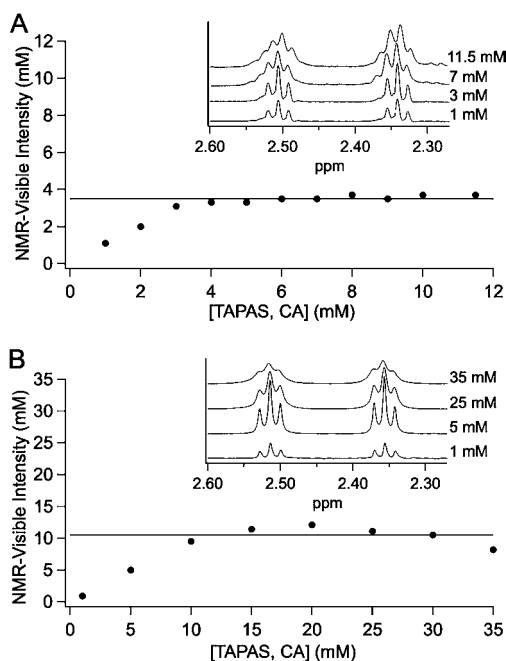 A
NMR-Visible Intensity (mM)
12
10
8
6
4
2
0
0 2 4 6 8 10 12
[TAPAS, CA] (mM)
11.5 mM
7 mM
3 mM
1 mM
2.60 2.50 2.40 2.30
ppm
B
NMR-Visible Intensity (mM)
35
30
25
20
15
10
5
0
0 5 10 15 20 25 30 35
[TAPAS, CA] (mM)
35 mM
25 mM
5 mM
1 mM
2.60 2.50 2.40 2.30
ppm